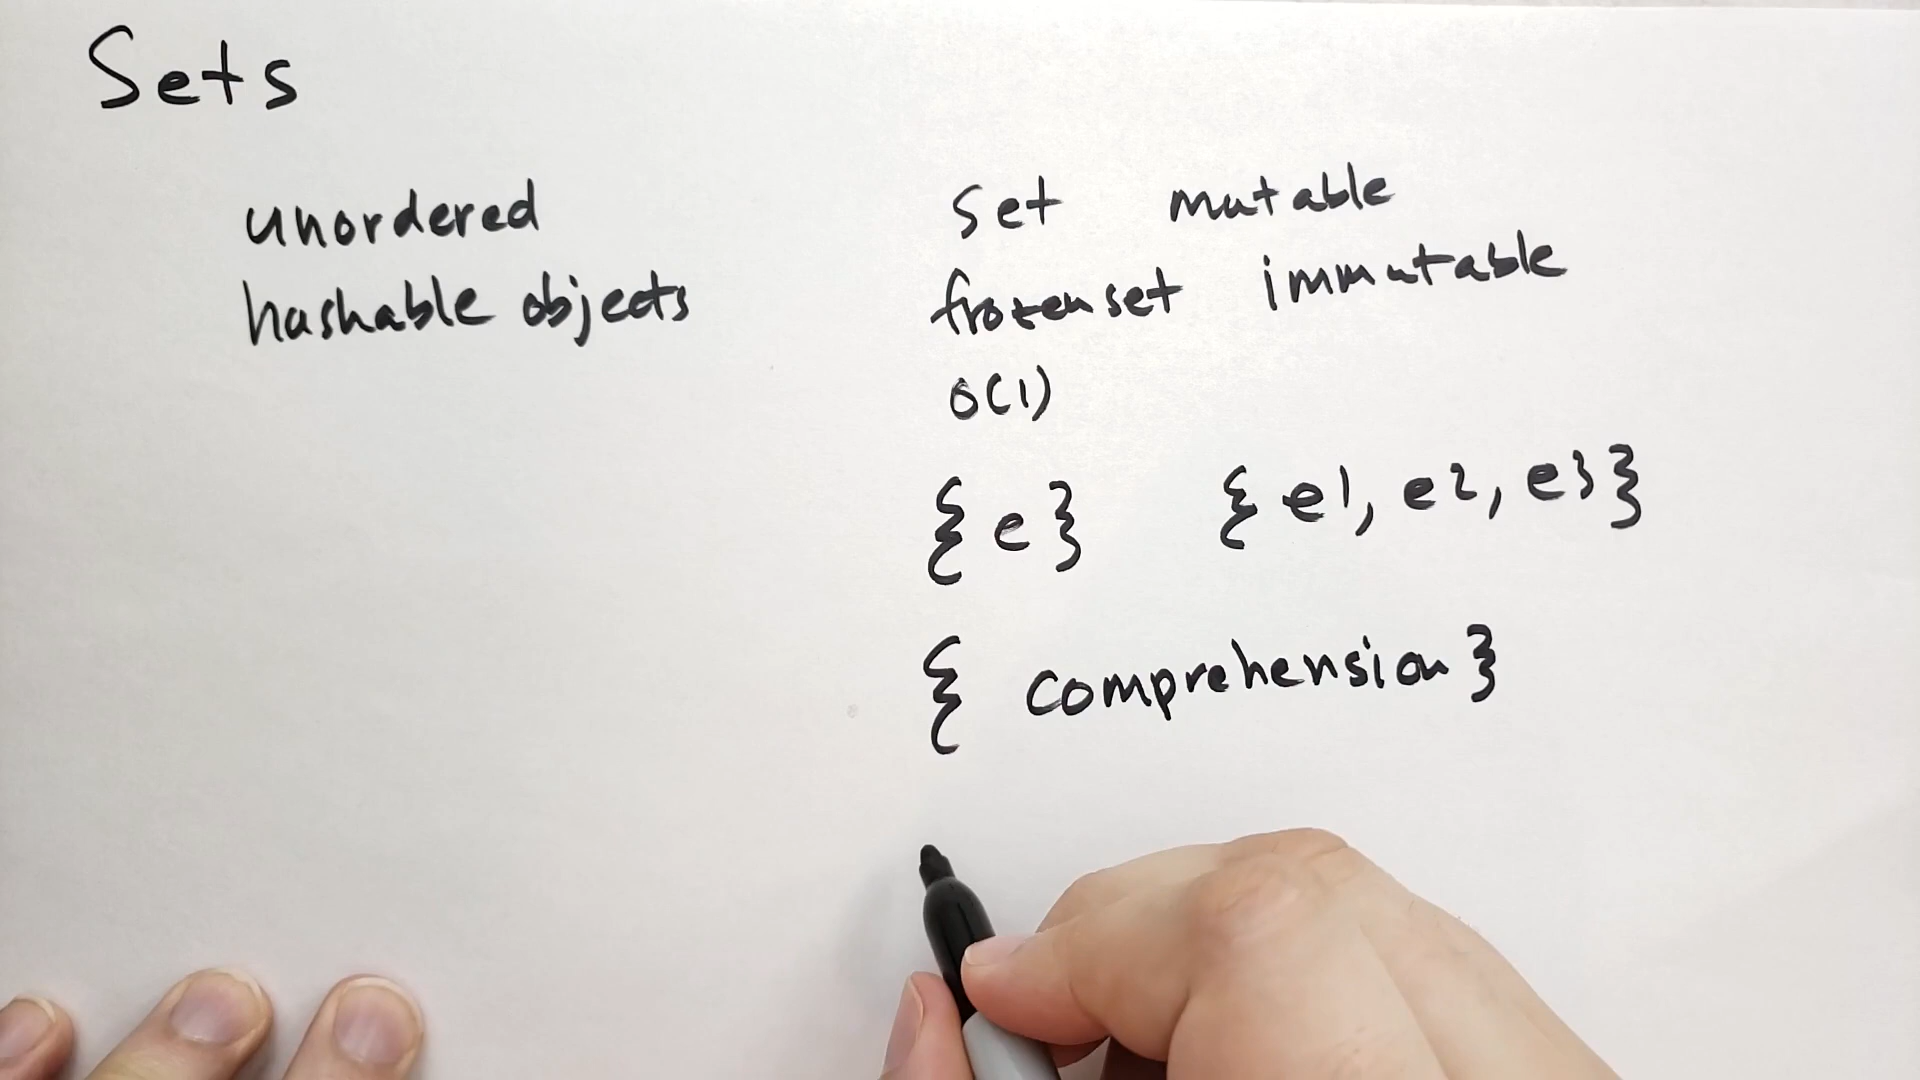 Sets
unordered
hashable objects
set mutable
frozenset immutable
O(1)
{e} {e1, e2, e3}
{ comprehension}